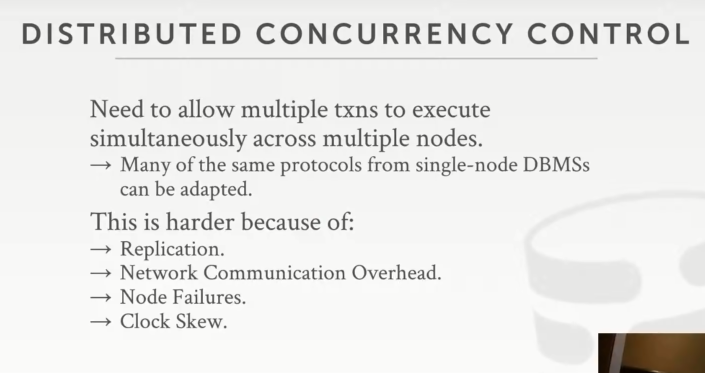 DISTRIBUTED CONCURRENCY CONTROL
Need to allow multiple txns to execute
simultaneously across multiple nodes.
→ Many of the same protocols from single-node DBMSs
can be adapted.
This is harder because of:
→ Replication.
→ Network Communication Overhead.
→ Node Failures.
→ Clock Skew.